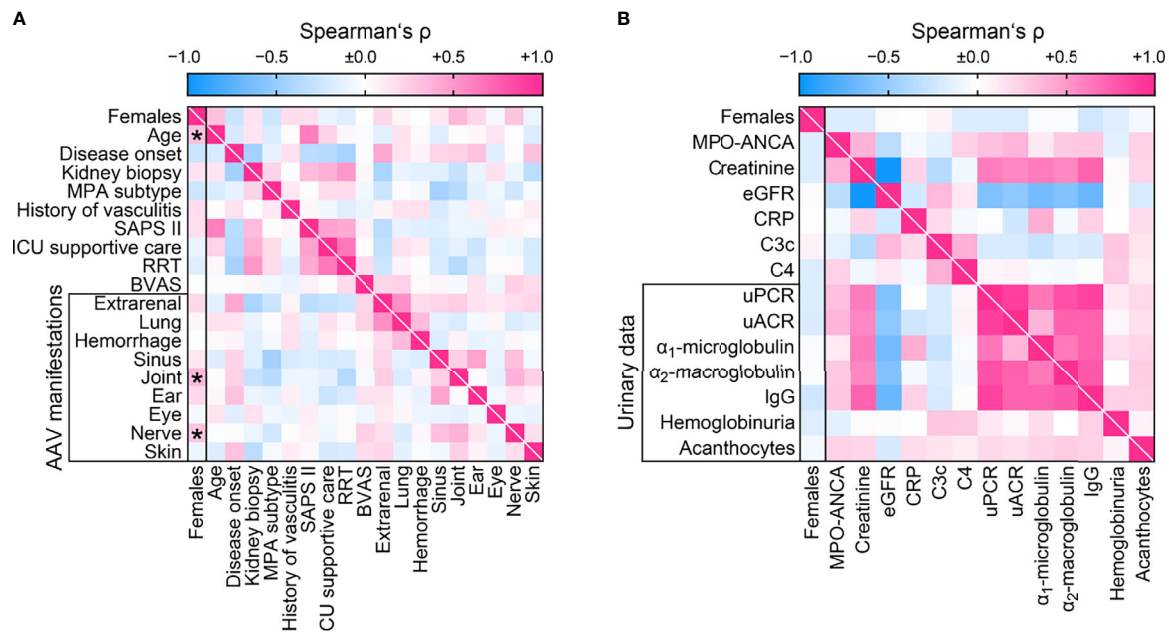 A
Spearman's ρ
−1.0 −0.5 ±0.0 +0.5 +1.0
Females
Age
Disease onset
Kidney biopsy
MPA subtype
History of vasculitis
SAPS II
ICU supportive care
RRT
BVAS
Extrarenal
Lung
Hemorrhage
Sinus
Joint
Ear
Eye
Nerve
Skin
AAV manifestations
*
*
*
Females
Age
Disease onset
Kidney biopsy
MPA subtype
History of vasculitis
SAPS II
CU supportive care
RRT
BVAS
Extrarenal
Lung
Hemorrhage
Sinus
Joint
Ear
Eye
Nerve
Skin
B
Spearman's ρ
−1.0 −0.5 ±0.0 +0.5 +1.0
Females
MPO-ANCA
Creatinine
eGFR
CRP
C3c
C4
uPCR
uACR
α₁-microglobulin
α₂-macroglobulin
IgG
Hemoglobinuria
Acanthocytes
Urinary data
Females
MPO-ANCA
Creatinine
eGFR
CRP
C3c
C4
uPCR
uACR
α₁-microglobulin
α₂-macroglobulin
IgG
Hemoglobinuria
Acanthocytes